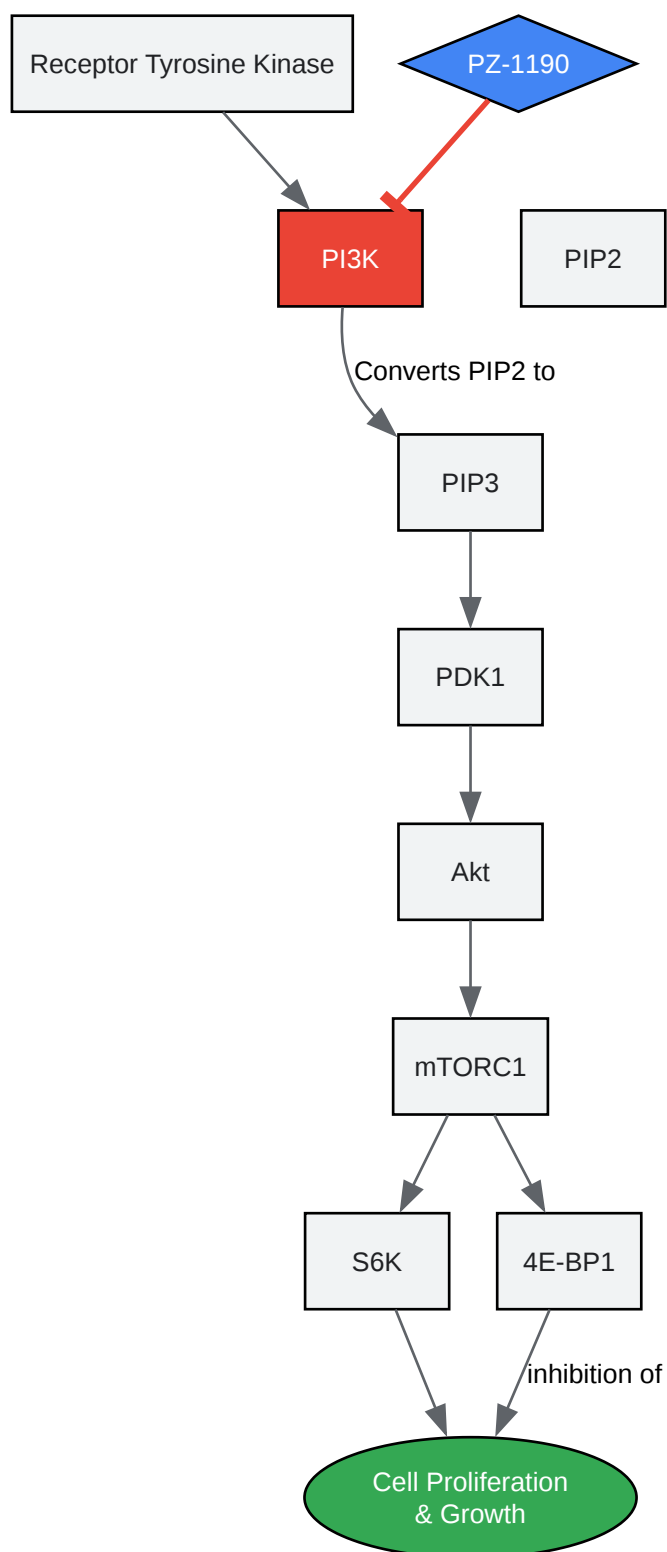 Receptor Tyrosine Kinase
PZ-1190
PI3K
PIP2
Converts PIP2 to
PIP3
PDK1
Akt
mTORC1
S6K
4E-BP1
inhibition of
Cell Proliferation
& Growth